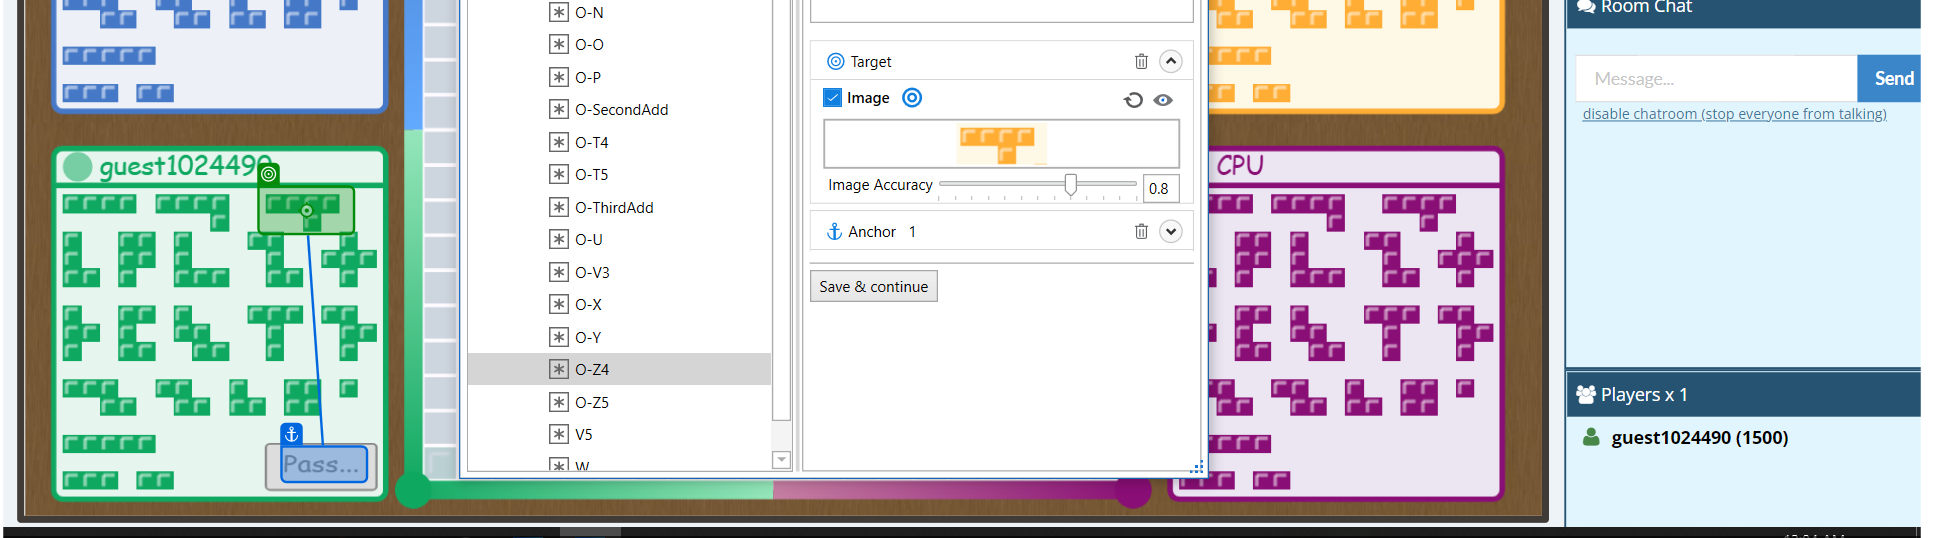 O-N
O-O
O-P
O-SecondAdd
O-T4
O-T5
O-ThirdAdd
O-U
O-V3
O-X
O-Y
O-Z4
O-Z5
V5
W
Target
Image
Image Accuracy
0.8
Anchor 1
Save & continue
guest1024490
Pass...
CPU
Room Chat
Message...
Send
disable chatroom (stop everyone from talking)
Players x 1
guest1024490 (1500)